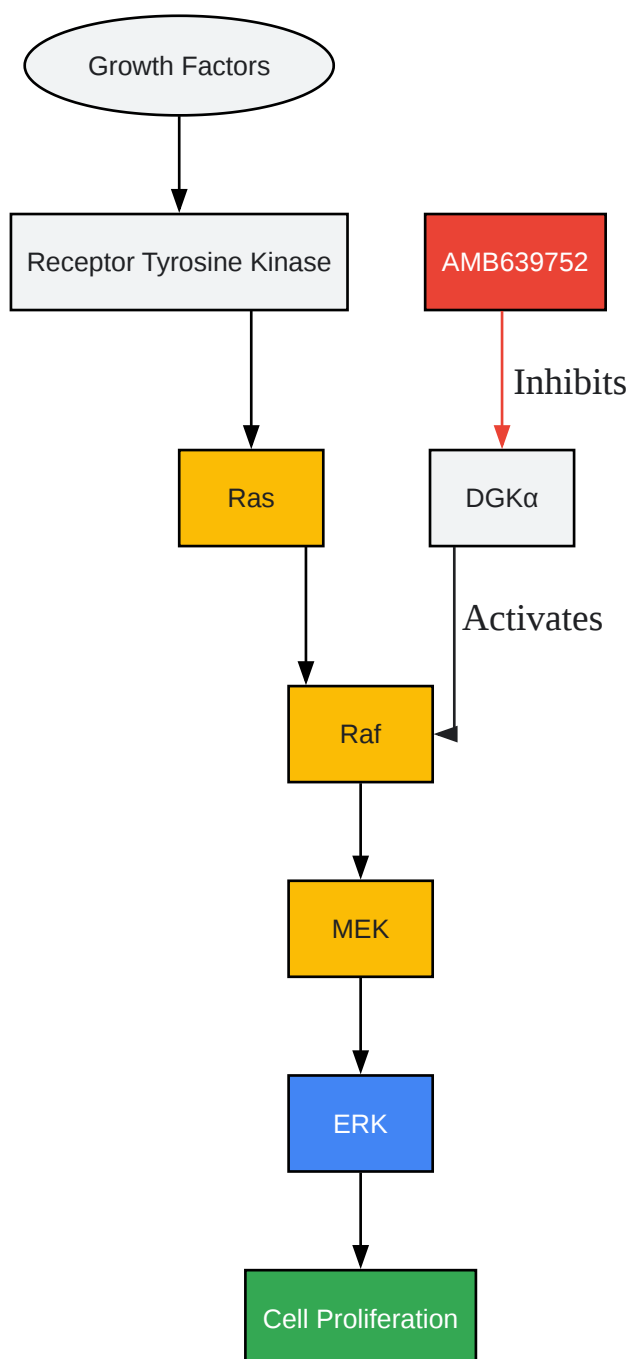 Growth Factors
Receptor Tyrosine Kinase
AMB639752
Inhibits
Ras
DGKα
Activates
Raf
MEK
ERK
Cell Proliferation